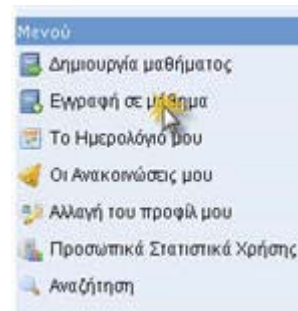 Μενού
Δημιουργία μαθήματος
Εγγραφή σε μάθημα
Το Ημερολόγιό μου
Οι Ανακοινώσεις μου
Αλλαγή του προφίλ μου
Προσωπικά Στατιστικά Χρήσης
Αναζήτηση